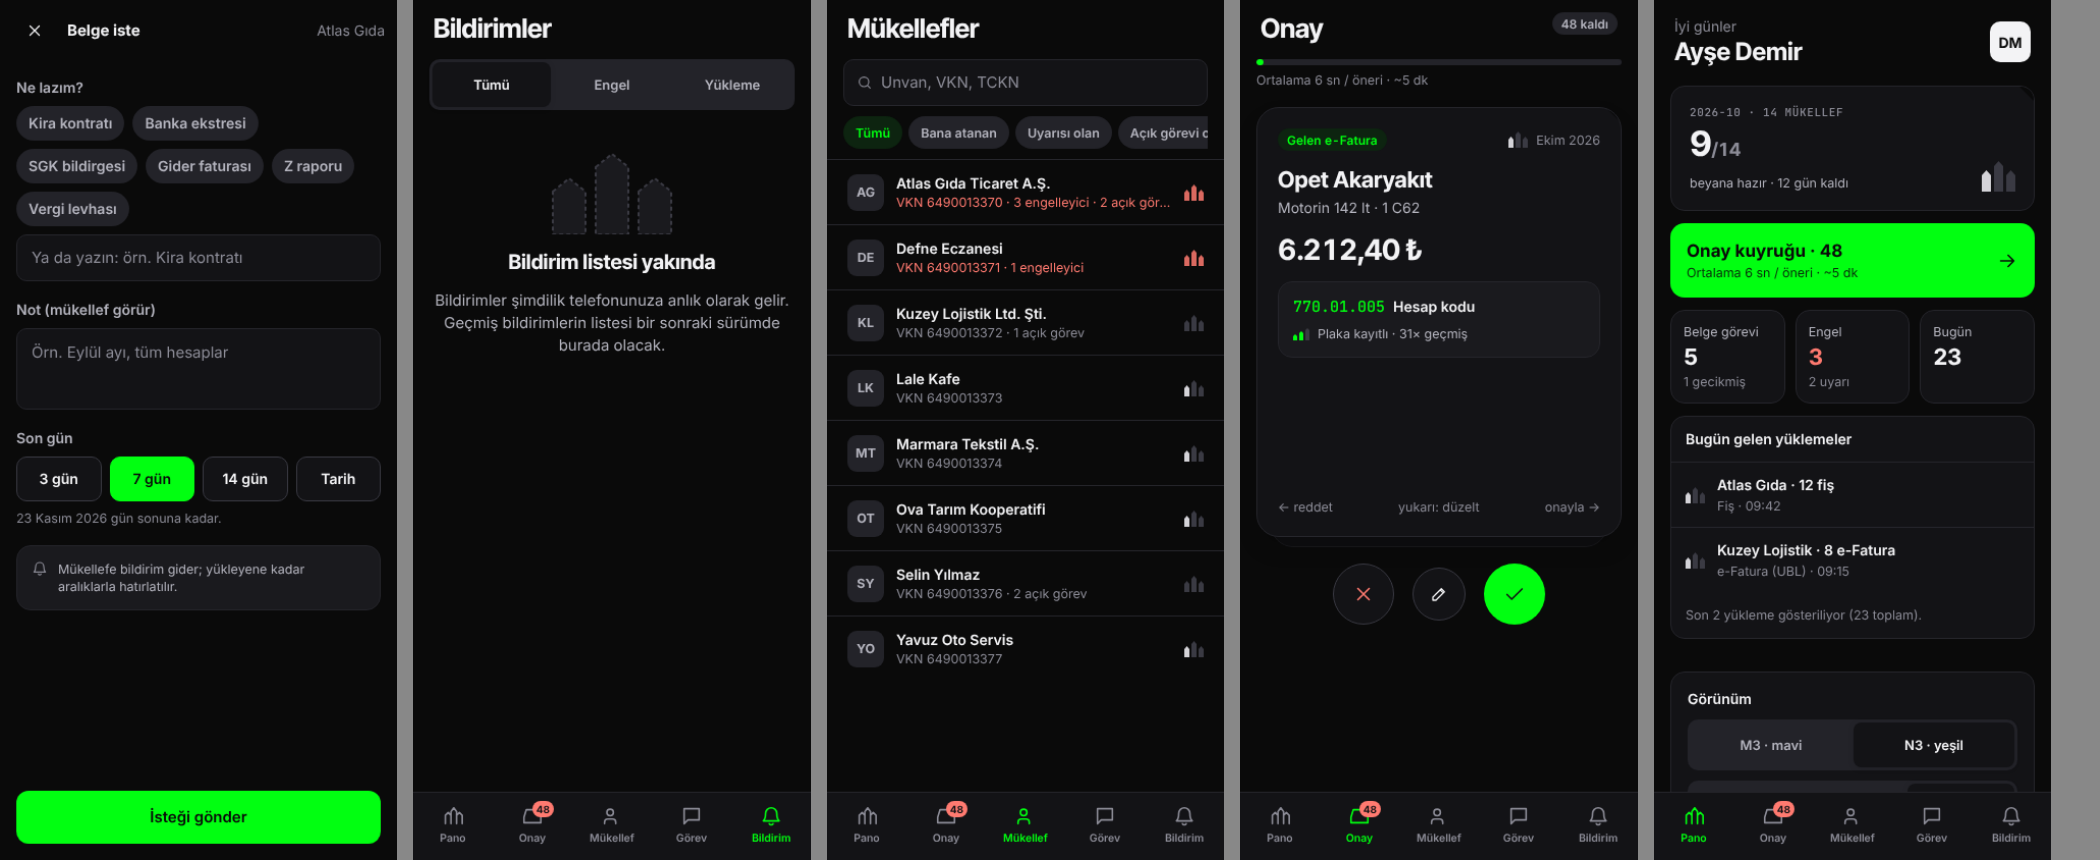 Belge iste
Atlas Gıda
Ne lazım?
Kira kontratı
Banka ekstresi
SGK bildirgesi
Gider faturası
Z raporu
Vergi levhası
Ya da yazın: örn. Kira kontratı
Not (mükellef görür)
Örn. Eylül ayı, tüm hesaplar
Son gün
3 gün
7 gün
14 gün
Tarih
23 Kasım 2026 gün sonuna kadar.
Mükellefe bildirim gider; yükleyene kadar
aralıklarla hatırlatılır.
İsteği gönder
Bildirimler
Tümü
Engel
Yükleme
Bildirim listesi yakında
Bildirimler şimdilik telefonunuza anlık olarak gelir.
Geçmiş bildirimlerin listesi bir sonraki sürümde
burada olacak.
Pano
48
Onay
Mükellef
Görev
Bildirim
Mükellefler
Unvan, VKN, TCKN
Tümü
Bana atanan
Uyarısı olan
Açık görevi o
AG
Atlas Gıda Ticaret A.Ş.
VKN 6490013370 · 3 engelleyici · 2 açık gör...
DE
Defne Eczanesi
VKN 6490013371 · 1 engelleyici
KL
Kuzey Lojistik Ltd. Şti.
VKN 6490013372 · 1 açık görev
LK
Lale Kafe
VKN 6490013373
MT
Marmara Tekstil A.Ş.
VKN 6490013374
OT
Ova Tarım Kooperatifi
VKN 6490013375
SY
Selin Yılmaz
VKN 6490013376 · 2 açık görev
YO
Yavuz Oto Servis
VKN 6490013377
Pano
48
Onay
Mükellef
Görev
Bildirim
Onay
48 kaldı
Ortalama 6 sn / öneri · ~5 dk
Gelen e-Fatura
Ekim 2026
Opet Akaryakıt
Motorin 142 lt · 1 C62
6.212,40 ₺
770.01.005 Hesap kodu
Plaka kayıtlı · 31× geçmiş
← reddet
yukarı: düzelt
onayla →
Pano
48
Onay
Mükellef
Görev
Bildirim
İyi günler
Ayşe Demir
DM
2026-10 · 14 MÜKELLEF
9/14
beyana hazır · 12 gün kaldı
Onay kuyruğu · 48
Ortalama 6 sn / öneri · ~5 dk
Belge görevi
5
1 gecikmiş
Engel
3
2 uyarı
Bugün
23
Bugün gelen yüklemeler
Atlas Gıda · 12 fiş
Fiş · 09:42
Kuzey Lojistik · 8 e-Fatura
e-Fatura (UBL) · 09:15
Son 2 yükleme gösteriliyor (23 toplam).
Görünüm
M3 · mavi
N3 · yeşil
Pano
48
Onay
Mükellef
Görev
Bildirim